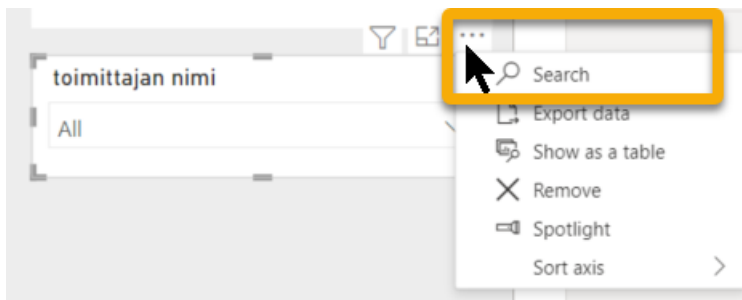 toimittajan nimi
All
Search
Export data
Show as a table
Remove
Spotlight
Sort axis